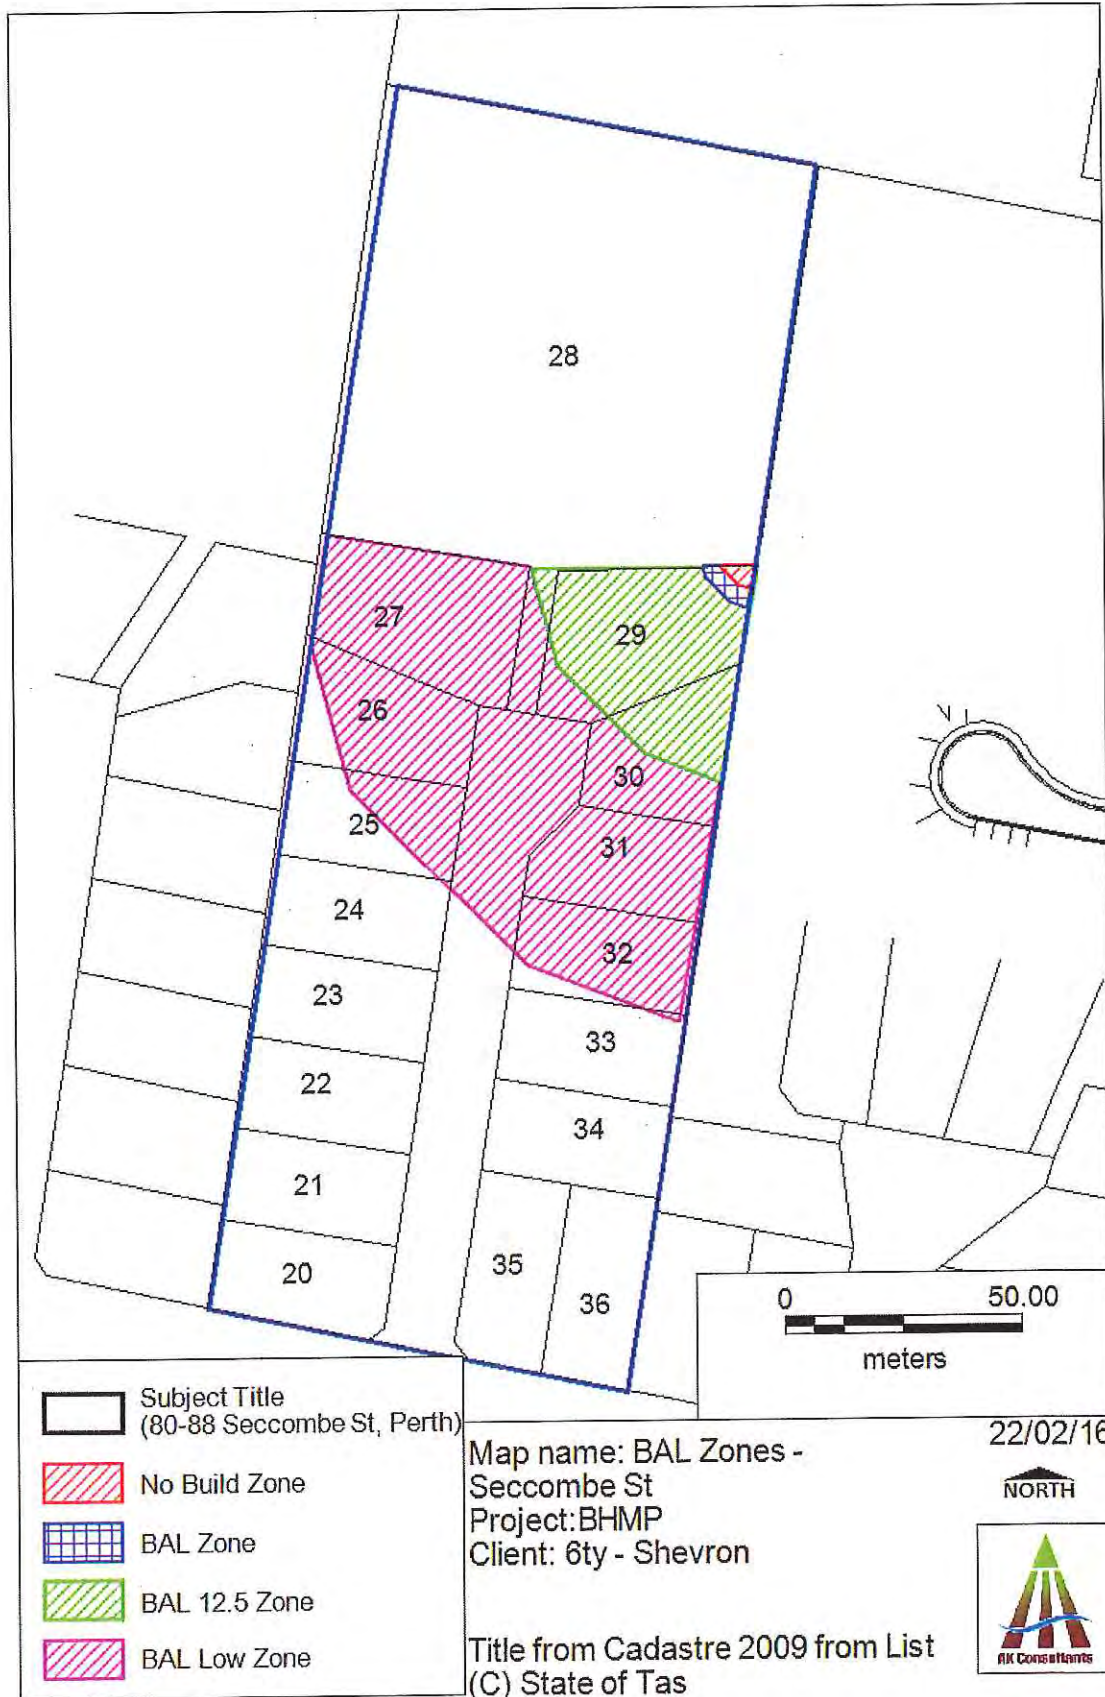 28
27
29
26
30
25
31
24
32
23
33
22
34
21
35
20
36
0 50.00
meters
Subject Title
(80-88 Seccombe St, Perth)
No Build Zone
BAL Zone
BAL 12.5 Zone
BAL Low Zone
Map name: BAL Zones -
Seccombe St
Project:BHMP
Client: 6ty - Shevron
Title from Cadastre 2009 from List
(C) State of Tas
22/02/16
NORTH
AK Consultants